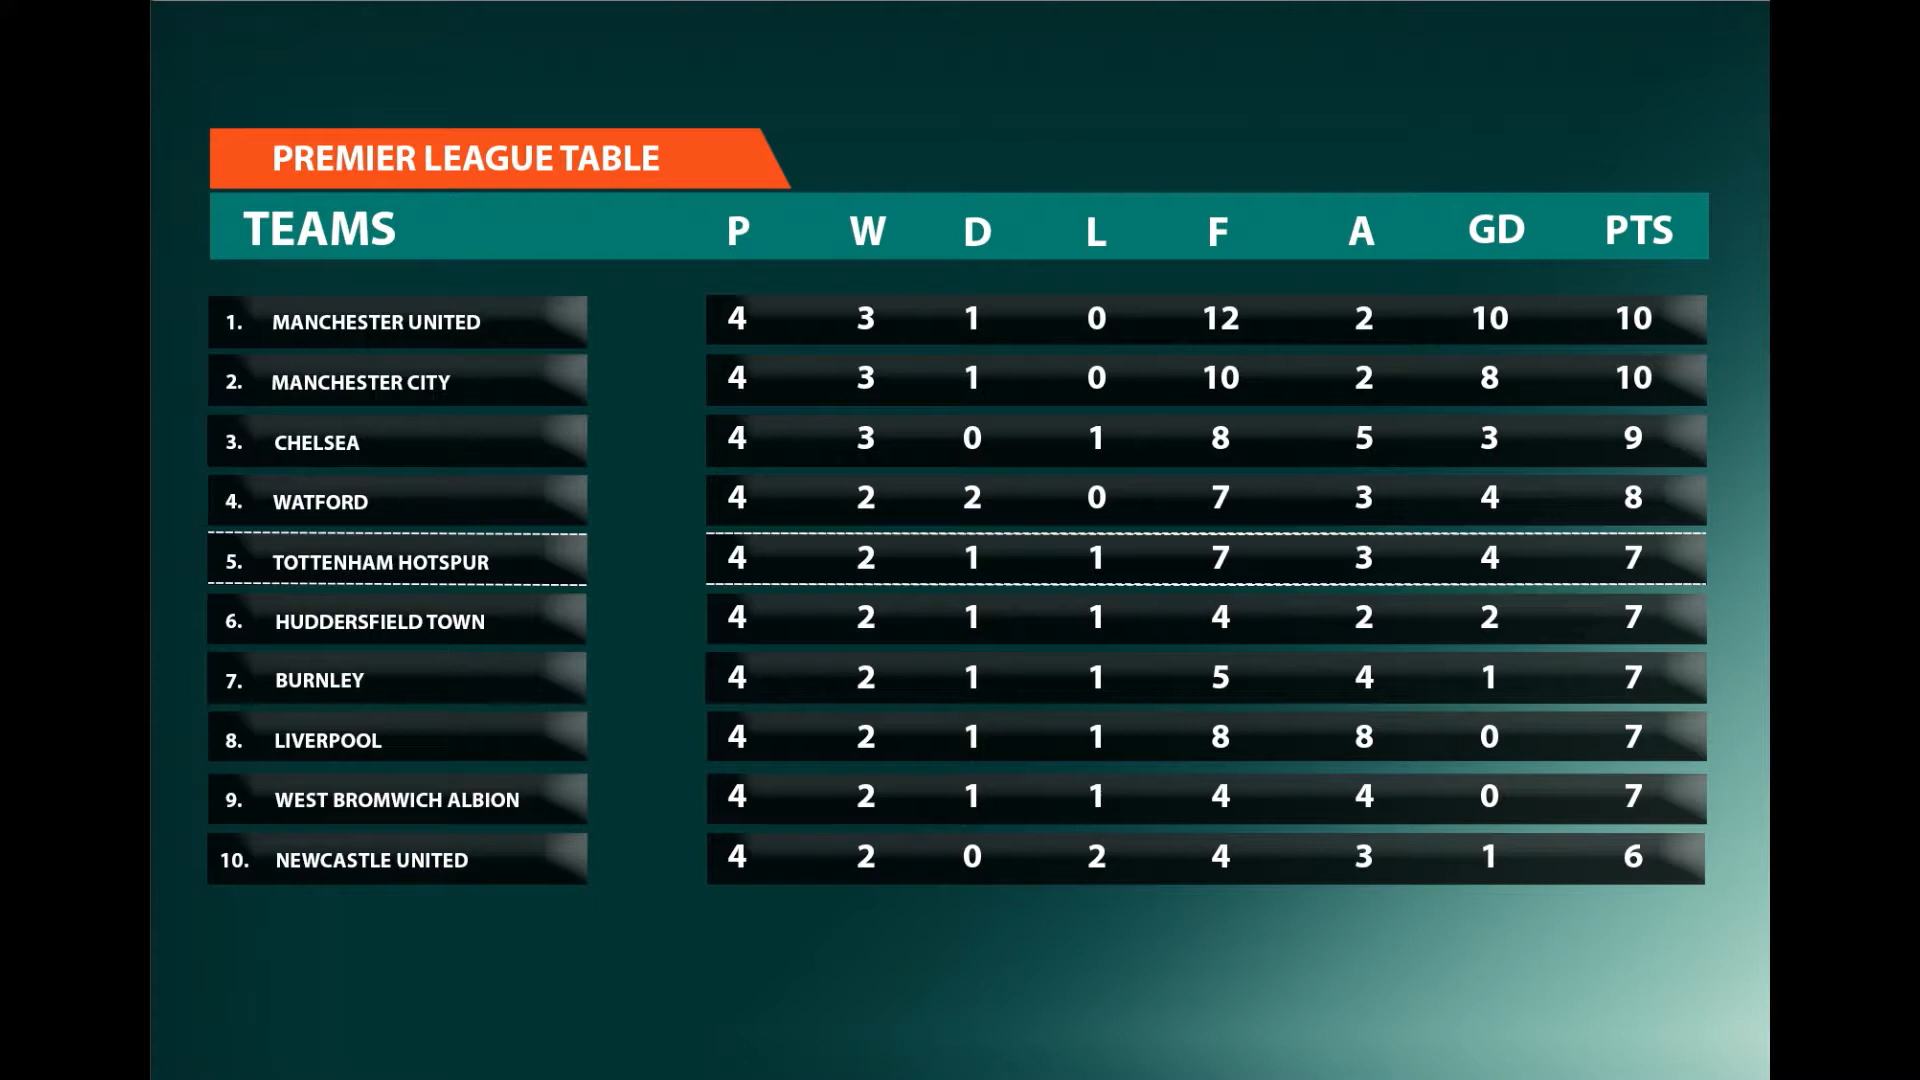 PREMIER LEAGUE TABLE
TEAMS P W D L F A GD PTS
1. MANCHESTER UNITED 4 3 1 0 12 2 10 10
2. MANCHESTER CITY 4 3 1 0 10 2 8 10
3. CHELSEA 4 3 0 1 8 5 3 9
4. WATFORD 4 2 2 0 7 3 4 8
5. TOTTENHAM HOTSPUR 4 2 1 1 7 3 4 7
6. HUDDERSFIELD TOWN 4 2 1 1 4 2 2 7
7. BURNLEY 4 2 1 1 5 4 1 7
8. LIVERPOOL 4 2 1 1 8 8 0 7
9. WEST BROMWICH ALBION 4 2 1 1 4 4 0 7
10. NEWCASTLE UNITED 4 2 0 2 4 3 1 6